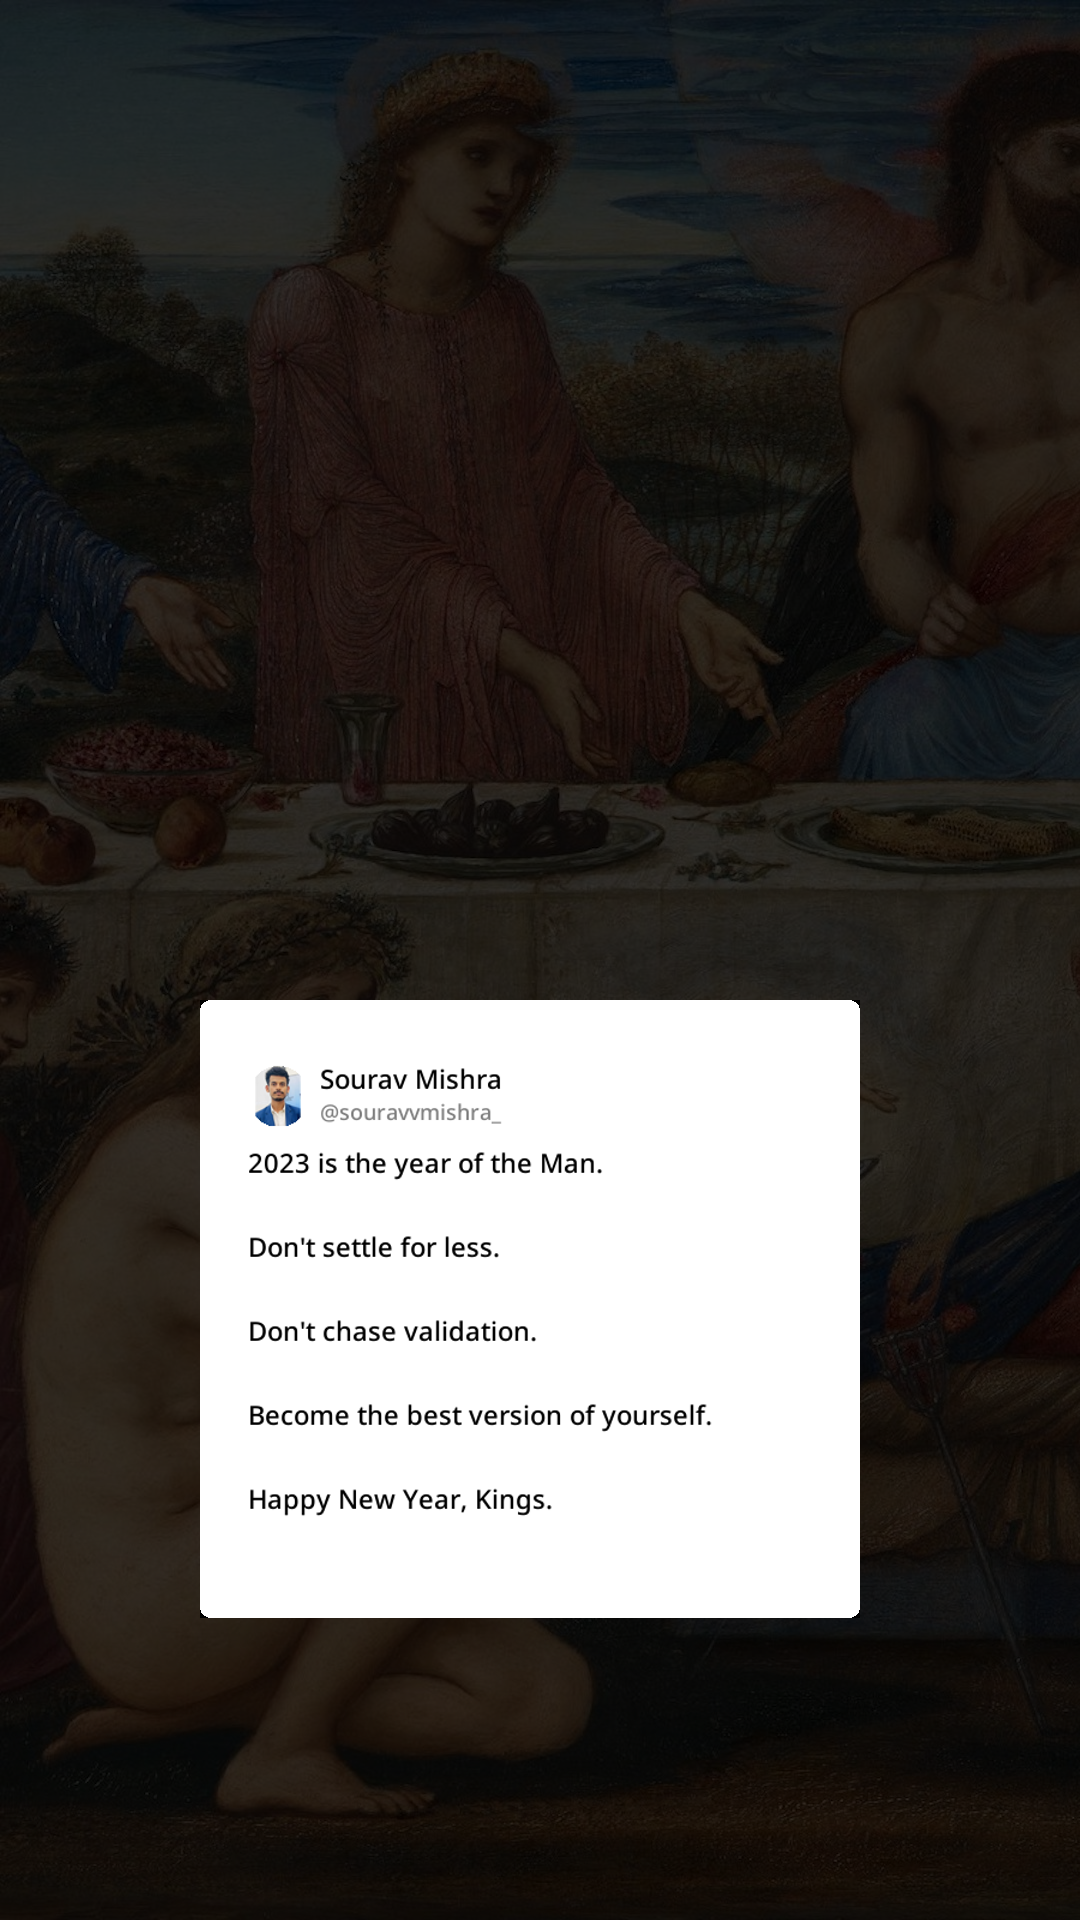 Sourav Mishra
@souravvmishra_
2023 is the year of the Man.
Don't settle for less.
Don't chase validation.
Become the best version of yourself.
Happy New Year, Kings.